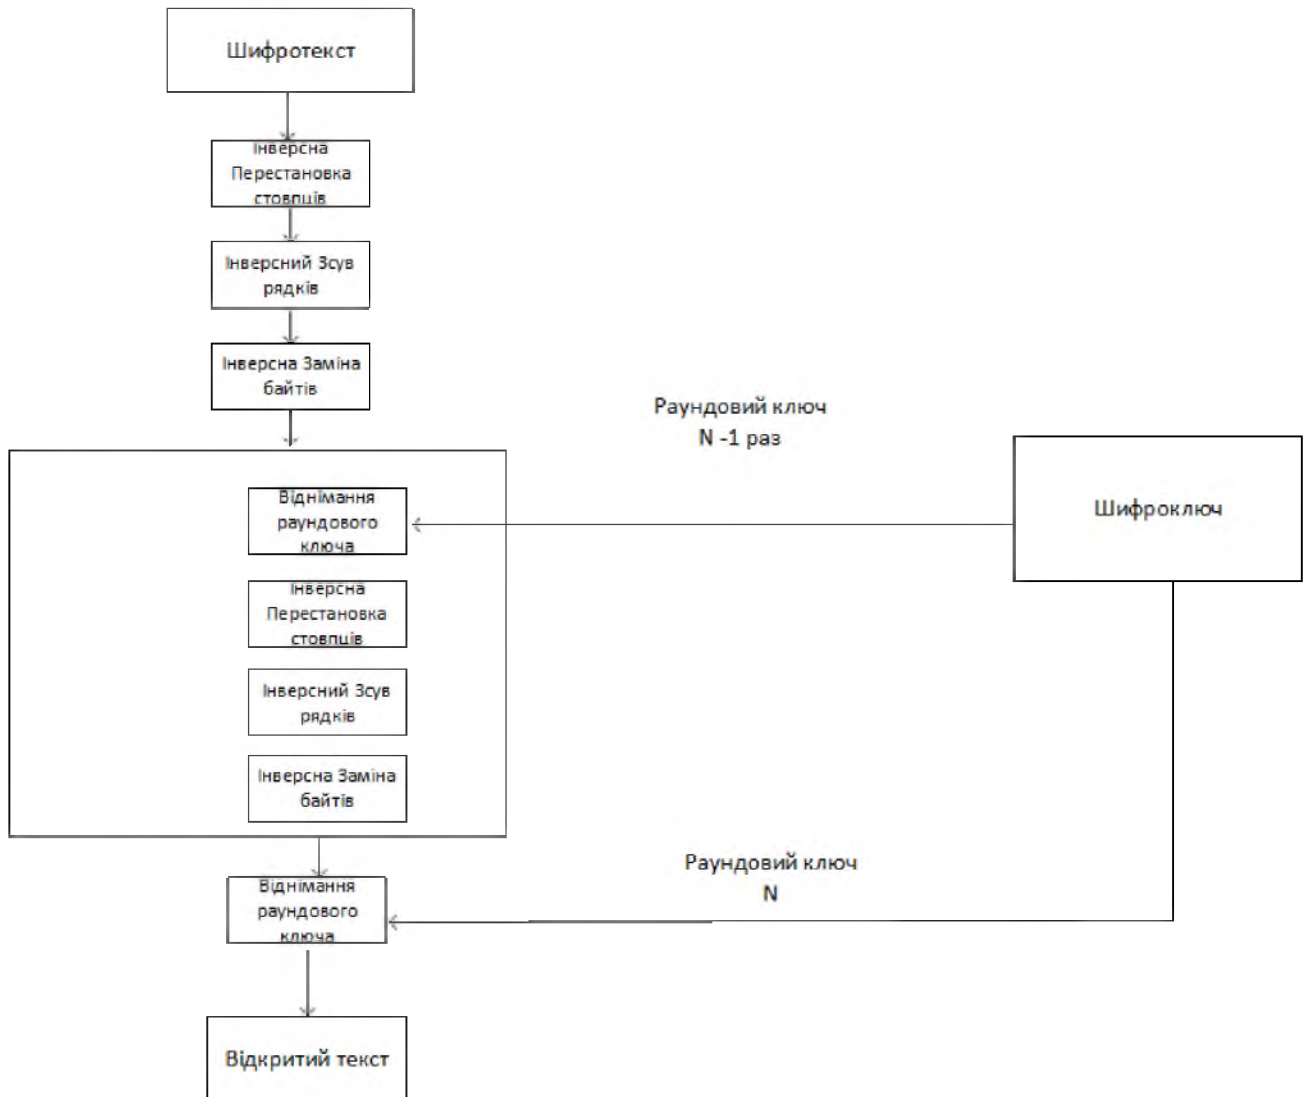 Шифротекст
Інверсна
Перестановка
стовпців
Інверсний Зсув
рядків
Інверсна Заміна
байтів
Раундовий ключ
N -1 раз
Шифроключ
Віднімання
раундового
ключа
Інверсна
Перестановка
стовпців
Інверсний Зсув
рядків
Інверсна Заміна
байтів
Раундовий ключ
N
Віднімання
раундового
ключа
Відкритий текст